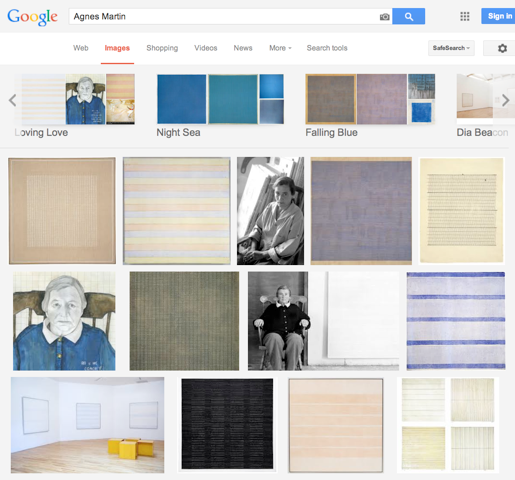 Google
Agnes Martin
Sign in
Web Images Shopping Videos News More Search tools
SafeSearch
Loving Love Night Sea Falling Blue Dia Beacon